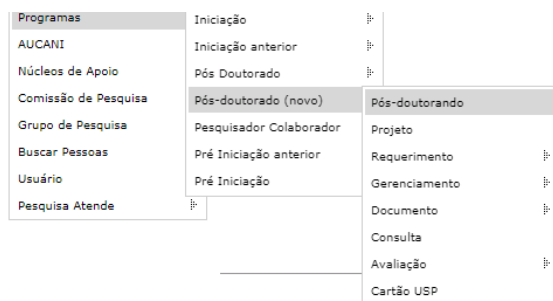 Programas
AUCANI
Núcleos de Apoio
Comissão de Pesquisa
Grupo de Pesquisa
Buscar Pessoas
Usuário
Pesquisa Atende
Iniciação
Iniciação anterior
Pós Doutorado
Pós-doutorado (novo)
Pesquisador Colaborador
Pré Iniciação anterior
Pré Iniciação
Pós-doutorando
Projeto
Requerimento
Gerenciamento
Documento
Consulta
Avaliação
Cartão USP